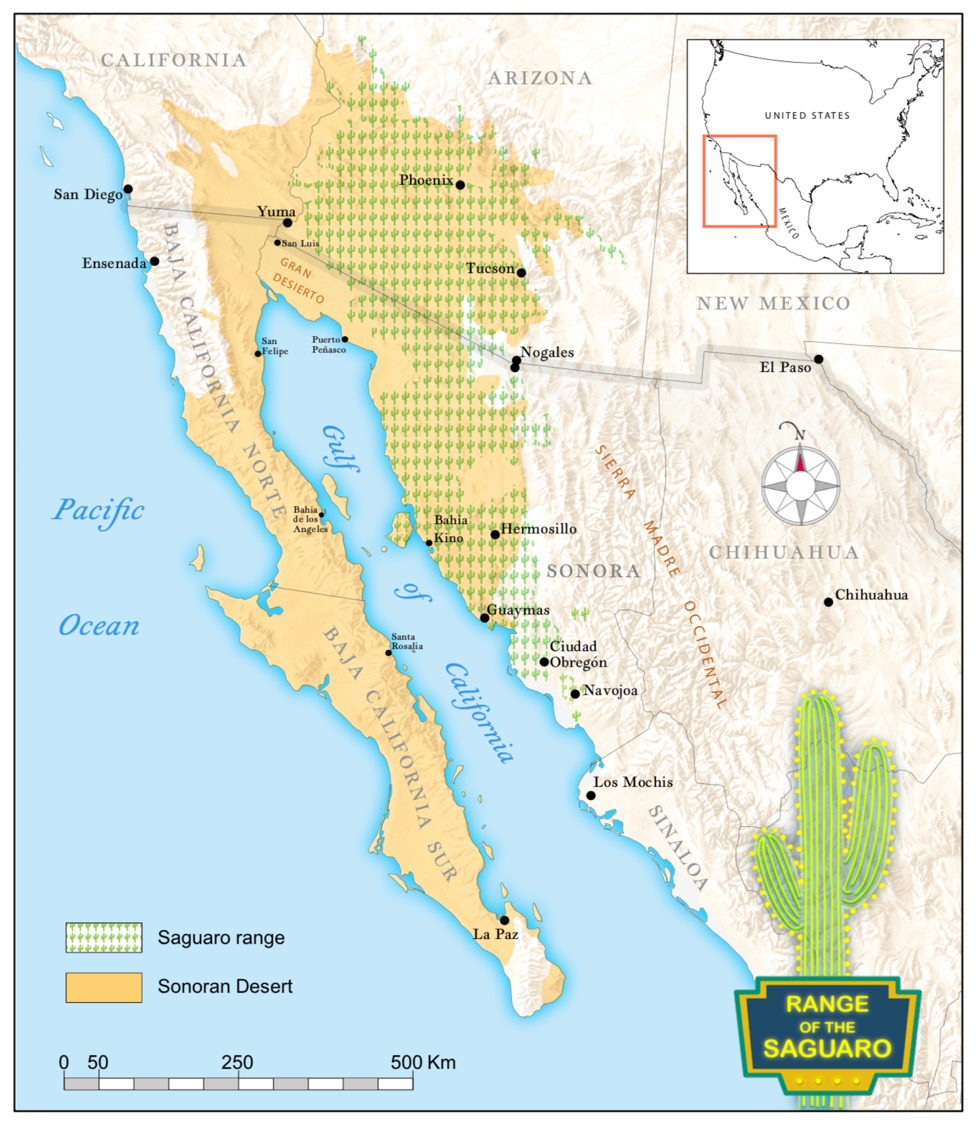 CALIFORNIA
ARIZONA
UNITED STATES
MEXICO
Phoenix
San Diego
Yuma
San Luis
Ensenada
GRAN
DESIERTO
Tucson
BAJA CALIFORNIA NORTE
NEW MEXICO
San
Felipe
Puerto
Peñasco
Nogales
El Paso
N
Gulf
of
California
SIERRA MADRE OCCIDENTAL
Pacific
Ocean
Bahia
de los
Angeles
Bahia
Kino
Hermosillo
CHIHUAHUA
SONORA
Chihuahua
Guaymas
Santa
Rosalia
Ciudad
Obregón
BAJA CALIFORNIA SUR
Navojoa
Los Mochis
SINALOA
La Paz
Saguaro range
Sonoran Desert
0 50 250 500 Km
RANGE
OF THE
SAGUARO